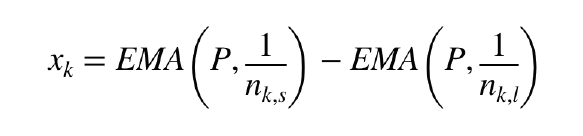 x_k = EMA(P, 1/n_{k,s}) − EMA(P, 1/n_{k,l})